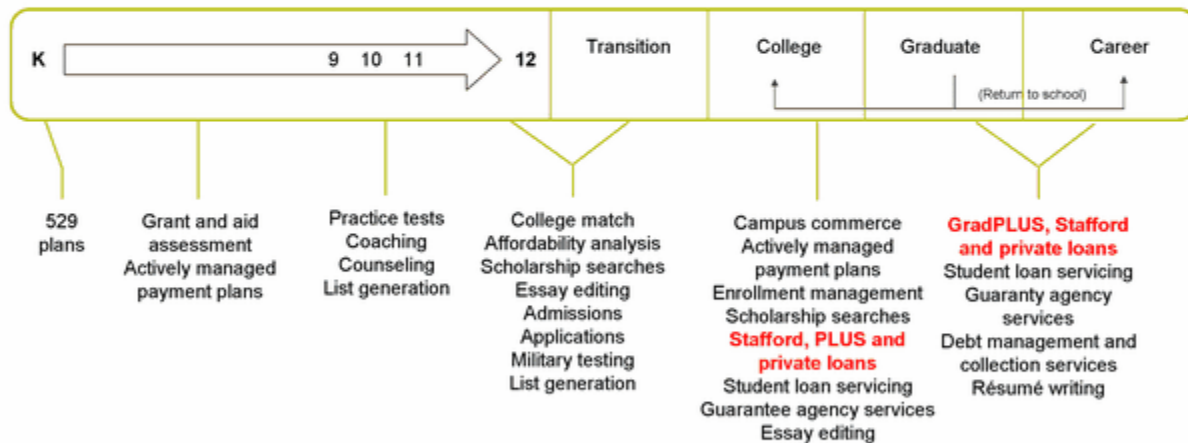 K
9 10 11
12
Transition
College
Graduate
Career
(Return to school)
529
plans
Grant and aid
assessment
Actively managed
payment plans
Practice tests
Coaching
Counseling
List generation
College match
Affordability analysis
Scholarship searches
Essay editing
Admissions
Applications
Military testing
List generation
Campus commerce
Actively managed
payment plans
Enrollment management
Scholarship searches
Stafford, PLUS and
private loans
Student loan servicing
Guarantee agency services
Essay editing
GradPLUS, Stafford
and private loans
Student loan servicing
Guaranty agency
services
Debt management and
collection services
Résumé writing